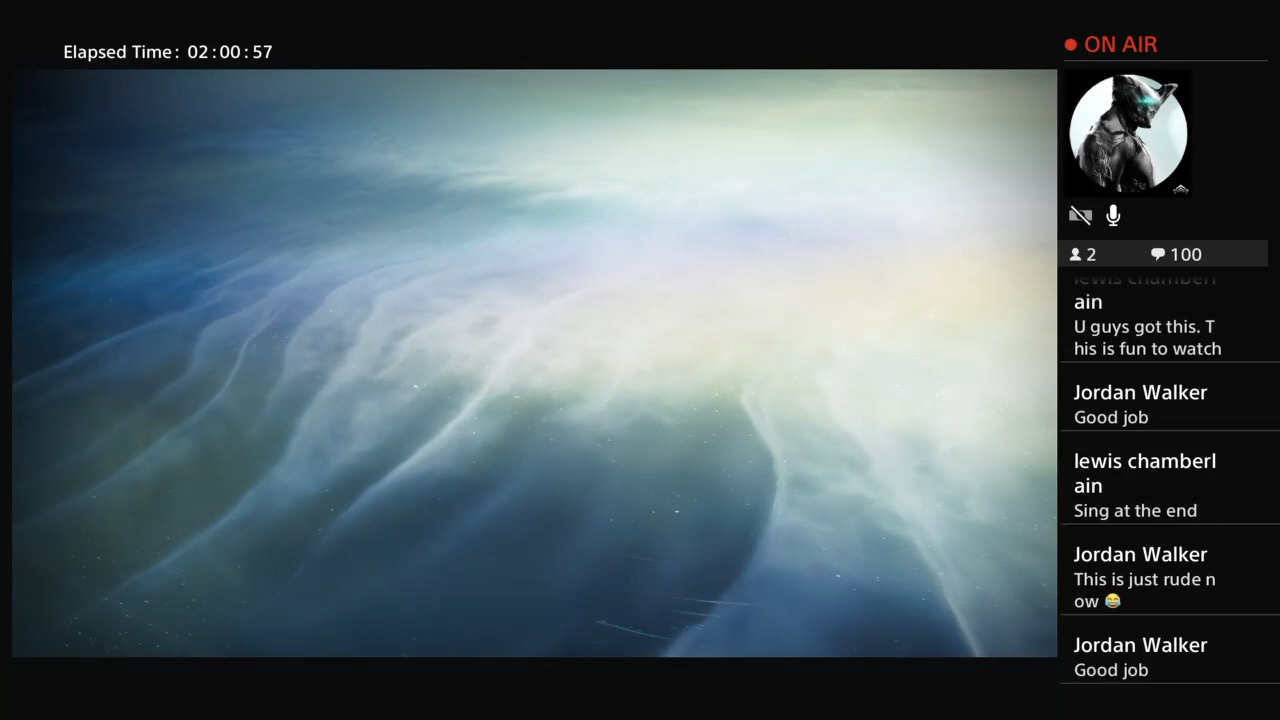 Elapsed Time: 02:00:57
ON AIR
2 100
lewis chamberl
ain
U guys got this. T
his is fun to watch
Jordan Walker
Good job
lewis chamberl
ain
Sing at the end
Jordan Walker
This is just rude n
ow 😂
Jordan Walker
Good job